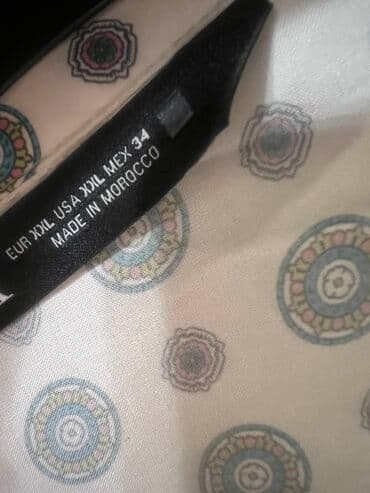 EUR XXL USA XXL MEX 34
MADE IN MOROCCO